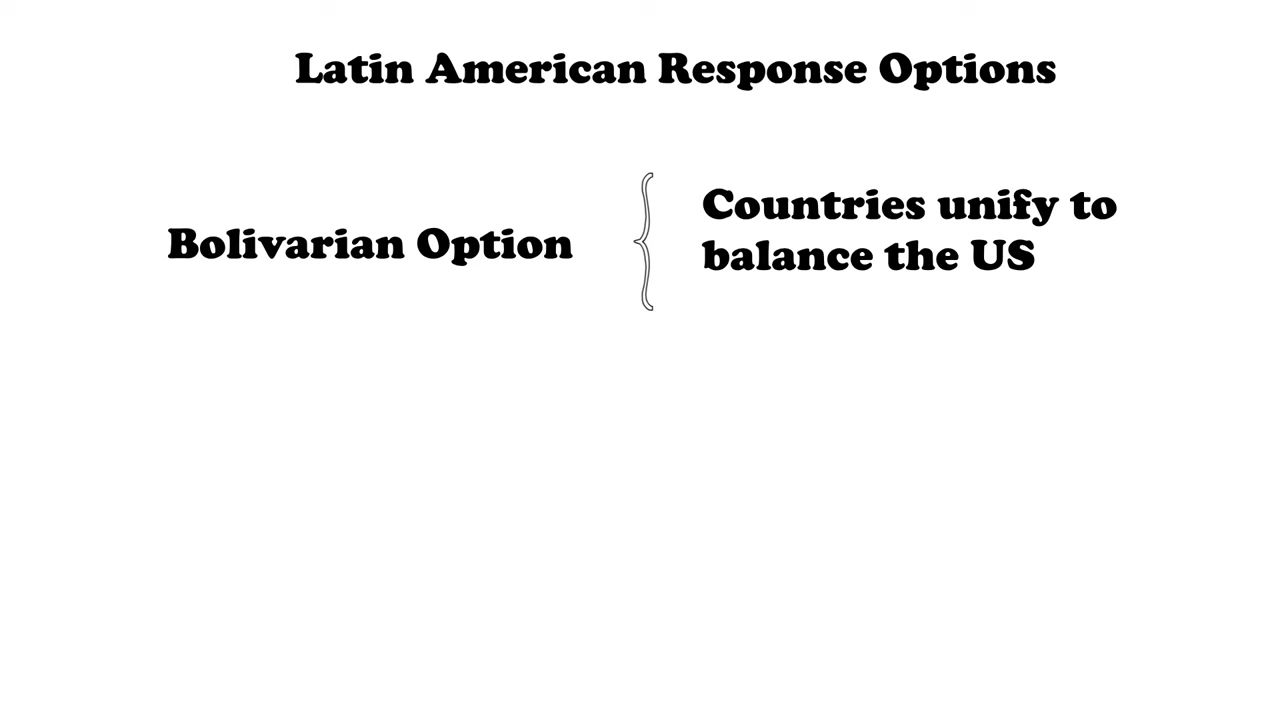 Latin American Response Options
Bolivarian Option
Countries unify to
balance the US